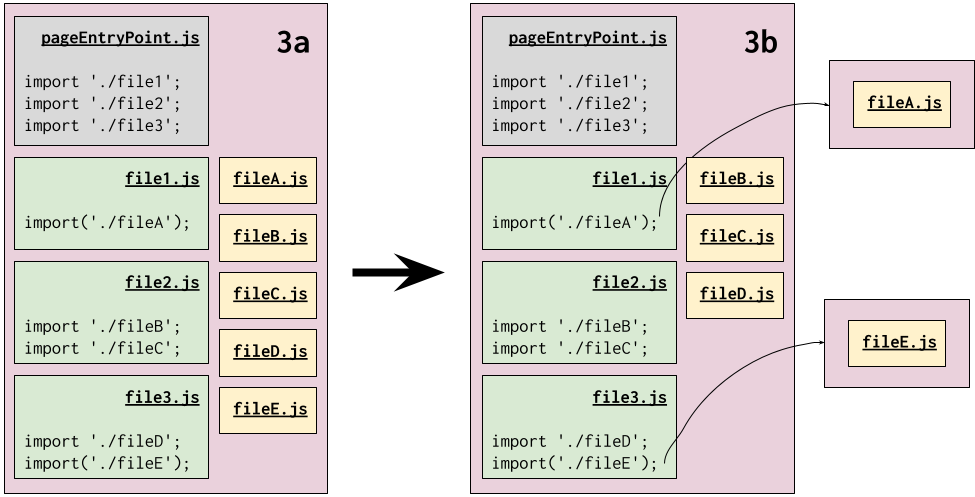 3a
pageEntryPoint.js
import './file1';
import './file2';
import './file3';
file1.js
import('./fileA');
file2.js
import './fileB';
import './fileC';
file3.js
import './fileD';
import('./fileE');
fileA.js
fileB.js
fileC.js
fileD.js
fileE.js
3b
pageEntryPoint.js
import './file1';
import './file2';
import './file3';
file1.js
import('./fileA');
file2.js
import './fileB';
import './fileC';
file3.js
import './fileD';
import('./fileE');
fileB.js
fileC.js
fileD.js
fileA.js
fileE.js